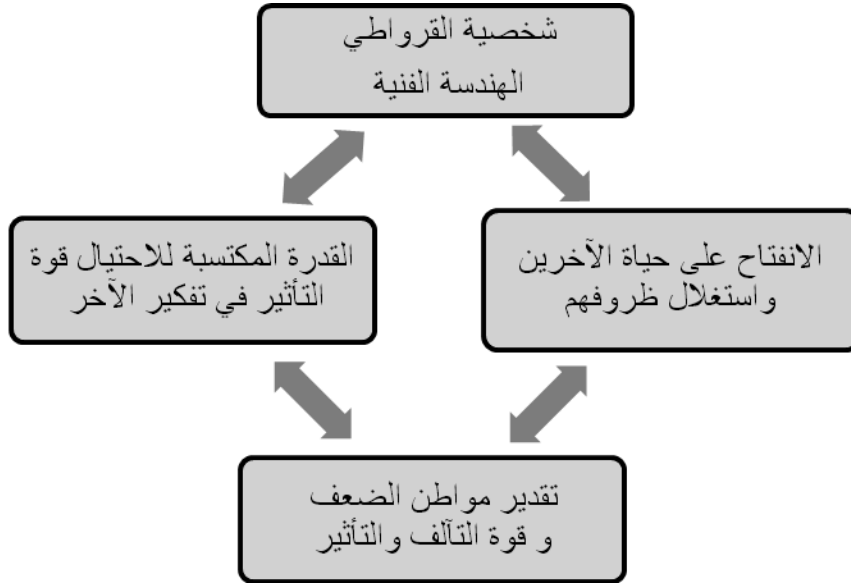 شخصية القرواطي
الهندسة الفنية
الانفتاح على حياة الآخرين
واستغلال ظروفهم
القدرة المكتسبة للاحتيال قوة
التأثير في تفكير الآخر
تقدير مواطن الضعف
و قوة التآلف والتأثير